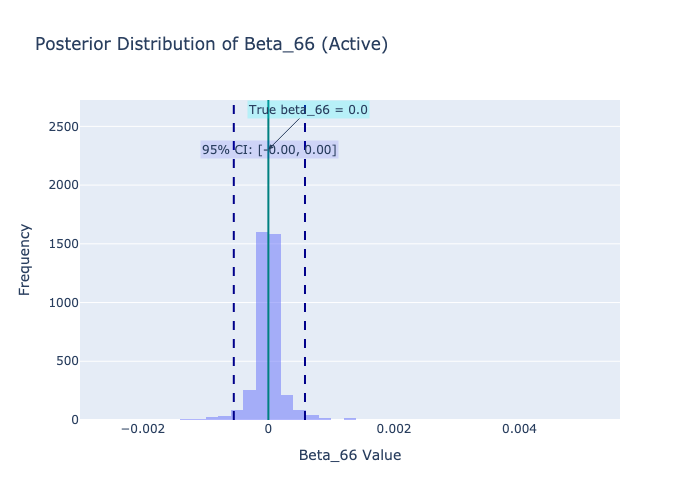 Posterior Distribution of Beta_66 (Active)
True beta_66 = 0.0
95% CI: [-0.00, 0.00]
2500
2000
1500
1000
500
0
Frequency
−0.002
0
0.002
0.004
Beta_66 Value